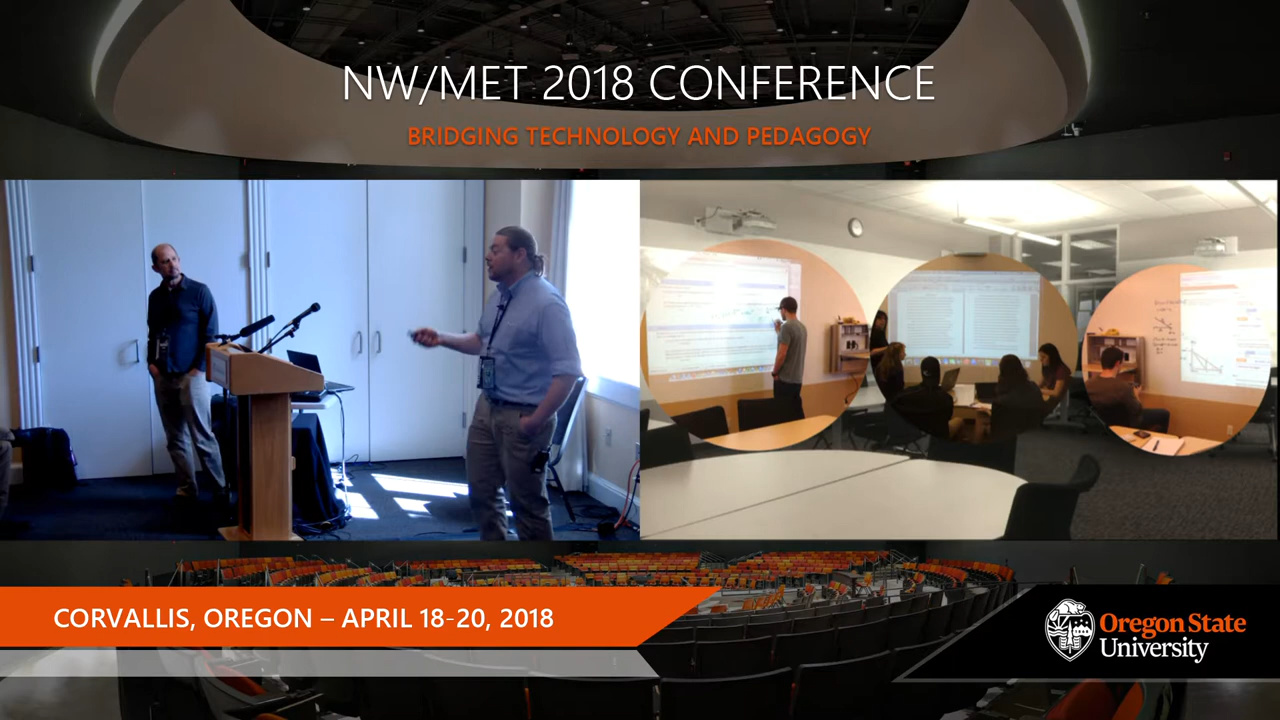 NW/MET 2018 CONFERENCE
BRIDGING TECHNOLOGY AND PEDAGOGY
CORVALLIS, OREGON – APRIL 18-20, 2018
Oregon State
University